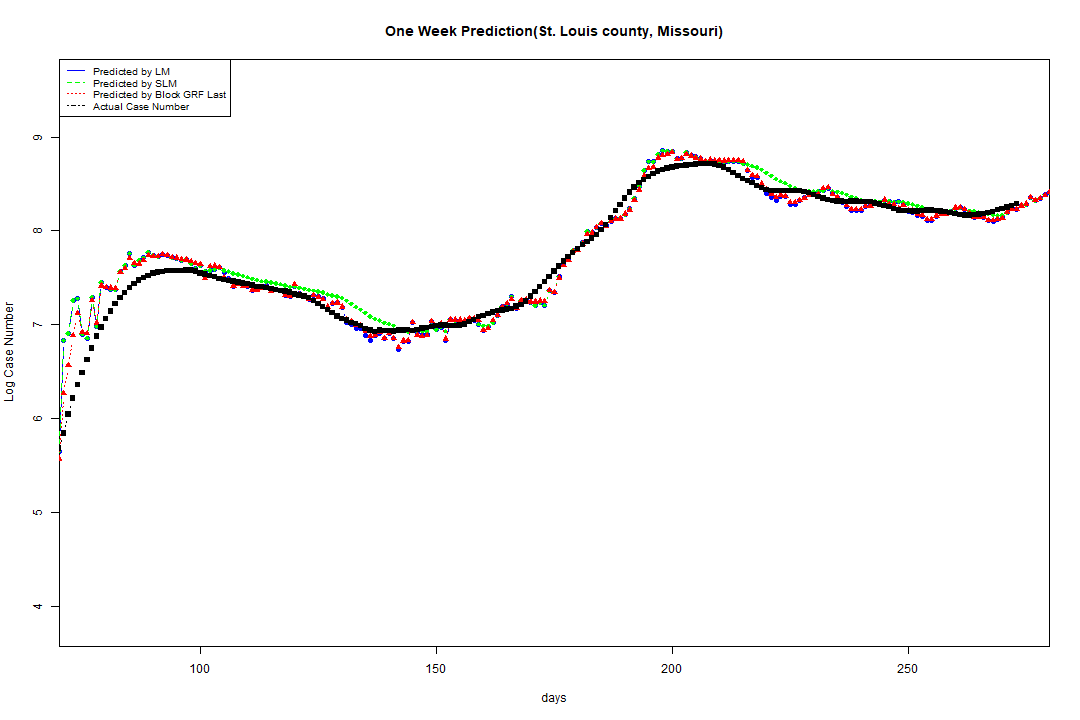 One Week Prediction(St. Louis county, Missouri)
Predicted by LM
Predicted by SLM
Predicted by Block GRF Last
Actual Case Number
9
8
7
6
5
4
Log Case Number
100 150 200 250
days